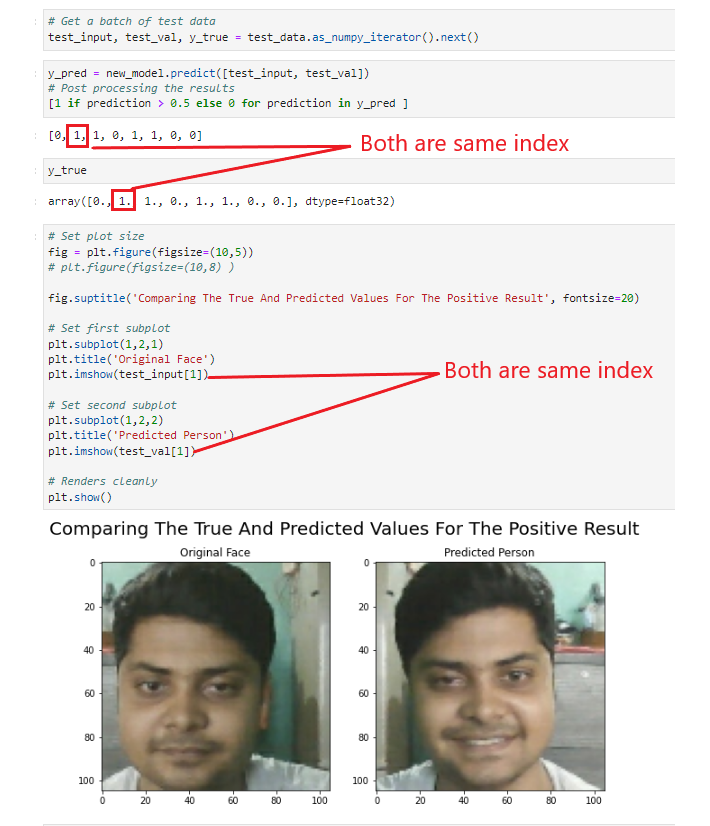 # Get a batch of test data
test_input, test_val, y_true = test_data.as_numpy_iterator().next()
y_pred = new_model.predict([test_input, test_val])
# Post processing the results
[1 if prediction > 0.5 else 0 for prediction in y_pred ]
[0, 1, 1, 0, 1, 1, 0, 0]
Both are same index
y_true
array([0., 1. 1., 0., 1., 1., 0., 0.], dtype=float32)
# Set plot size
fig = plt.figure(figsize=(10,5))
# plt.figure(figsize=(10,8) )
fig.suptitle('Comparing The True And Predicted Values For The Positive Result', fontsize=20)
# Set first subplot
plt.subplot(1,2,1)
plt.title('Original Face')
plt.imshow(test_input[1])
Both are same index
# Set second subplot
plt.subplot(1,2,2)
plt.title('Predicted Person')
plt.imshow(test_val[1])
# Renders cleanly
plt.show()
Comparing The True And Predicted Values For The Positive Result
Original Face
Predicted Person
0
20
40
60
80
100
0 20 40 60 80 100
0
20
40
60
80
100
0 20 40 60 80 100